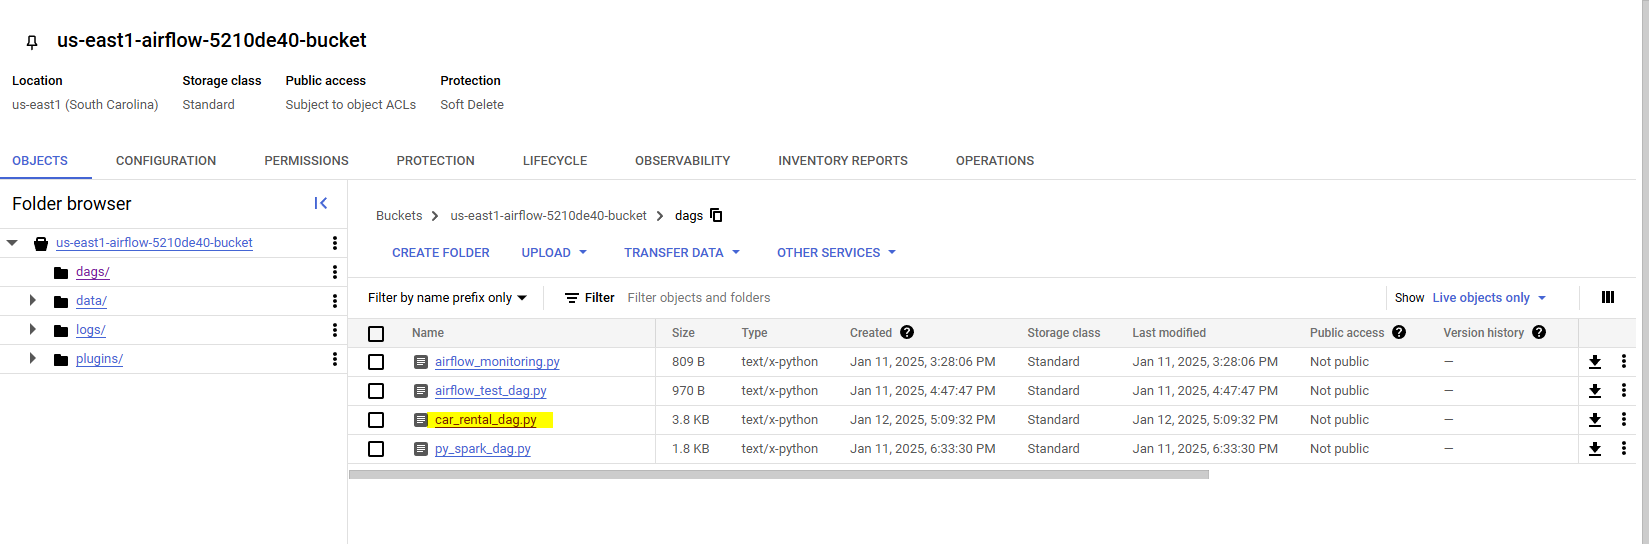 us-east1-airflow-5210de40-bucket
Location Storage class Public access Protection
us-east1 (South Carolina) Standard Subject to object ACLs Soft Delete
OBJECTS CONFIGURATION PERMISSIONS PROTECTION LIFECYCLE OBSERVABILITY INVENTORY REPORTS OPERATIONS
Folder browser
us-east1-airflow-5210de40-bucket
dags/
data/
logs/
plugins/
Buckets > us-east1-airflow-5210de40-bucket > dags
CREATE FOLDER UPLOAD TRANSFER DATA OTHER SERVICES
Filter by name prefix only Filter Filter objects and folders Show Live objects only
Name Size Type Created Storage class Last modified Public access Version history
airflow_monitoring.py 809 B text/x-python Jan 11, 2025, 3:28:06 PM Standard Jan 11, 2025, 3:28:06 PM Not public —
airflow_test_dag.py 970 B text/x-python Jan 11, 2025, 4:47:47 PM Standard Jan 11, 2025, 4:47:47 PM Not public —
car_rental_dag.py 3.8 KB text/x-python Jan 12, 2025, 5:09:32 PM Standard Jan 12, 2025, 5:09:32 PM Not public —
py_spark_dag.py 1.8 KB text/x-python Jan 11, 2025, 6:33:30 PM Standard Jan 11, 2025, 6:33:30 PM Not public —